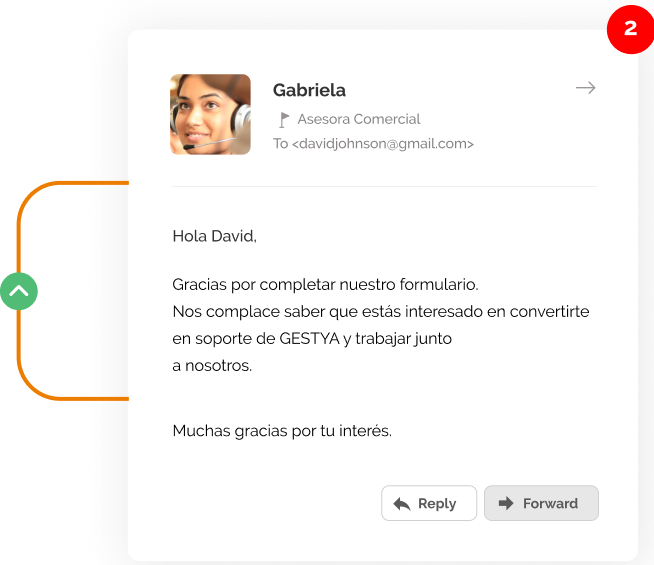 2
Gabriela
Asesora Comercial
To <davidjohnson@gmail.com>
Hola David,
Gracias por completar nuestro formulario.
Nos complace saber que estás interesado en convertirte
en soporte de GESTYA y trabajar junto
a nosotros.
Muchas gracias por tu interés.
Reply
Forward